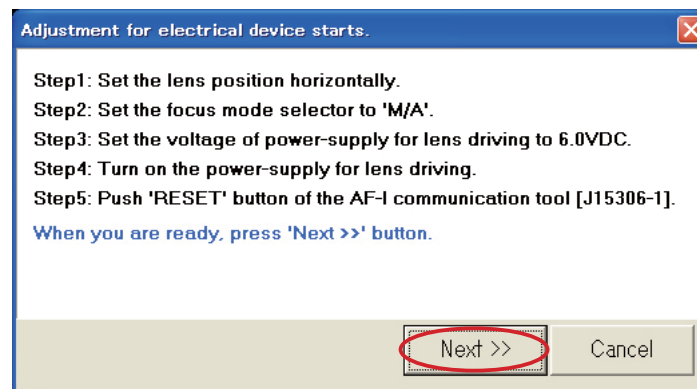 Adjustment for electrical device starts.
Step1: Set the lens position horizontally.
Step2: Set the focus mode selector to 'M/A'.
Step3: Set the voltage of power-supply for lens driving to 6.0VDC.
Step4: Turn on the power-supply for lens driving.
Step5: Push 'RESET' button of the AF-I communication tool [J15306-1].
When you are ready, press 'Next >>' button.
Next >>
Cancel